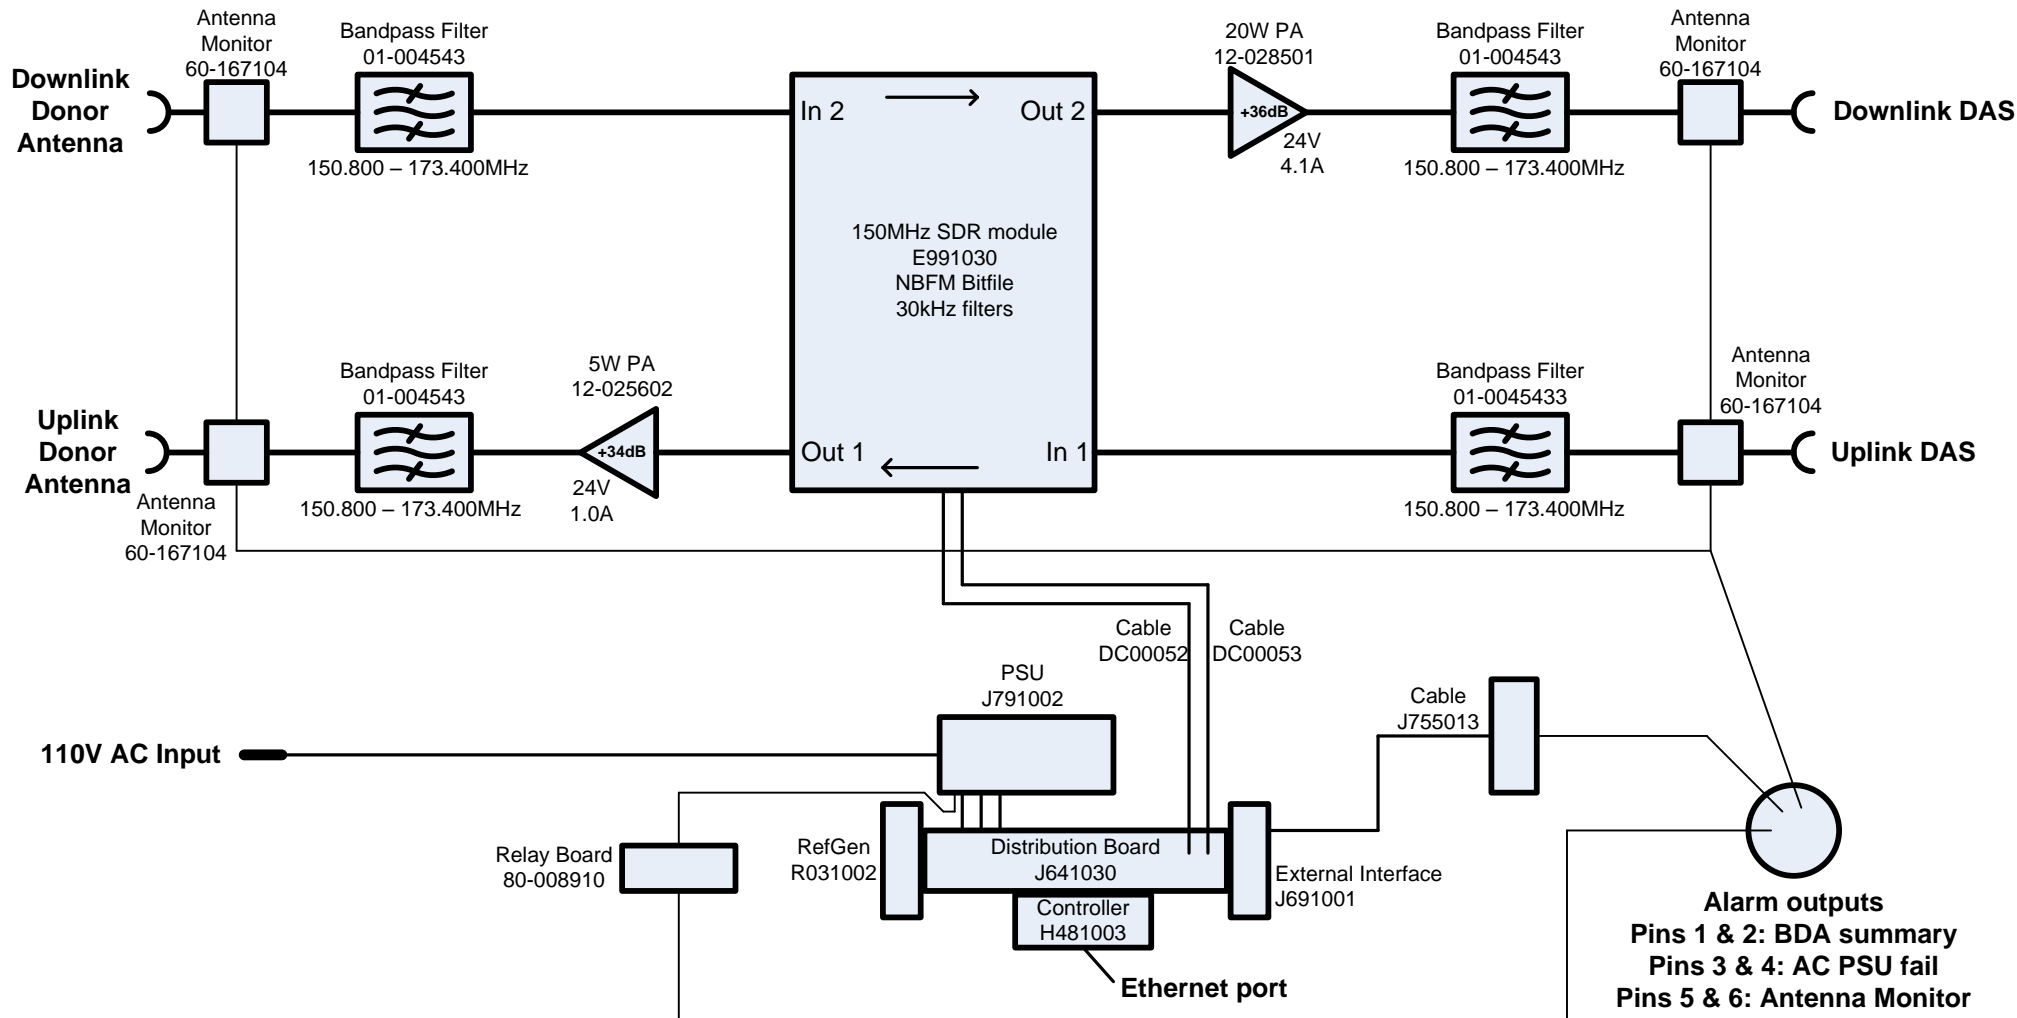 Downlink
Donor
Antenna
Antenna
Monitor
60-167104
Bandpass Filter
01-004543
150.800 – 173.400MHz
In 2
Out 2
150MHz SDR module
E991030
NBFM Bitfile
30kHz filters
Out 1
In 1
20W PA
12-028501
+36dB
24V
4.1A
Bandpass Filter
01-004543
150.800 – 173.400MHz
Antenna
Monitor
60-167104
Downlink DAS
Uplink
Donor
Antenna
Antenna
Monitor
60-167104
Bandpass Filter
01-004543
150.800 – 173.400MHz
5W PA
12-025602
+34dB
24V
1.0A
Bandpass Filter
01-0045433
150.800 – 173.400MHz
Antenna
Monitor
60-167104
Uplink DAS
Cable
DC00052
Cable
DC00053
PSU
J791002
Cable
J755013
110V AC Input
Relay Board
80-008910
RefGen
R031002
Distribution Board
J641030
Controller
H481003
External Interface
J691001
Ethernet port
Alarm outputs
Pins 1 & 2: BDA summary
Pins 3 & 4: AC PSU fail
Pins 5 & 6: Antenna Monitor